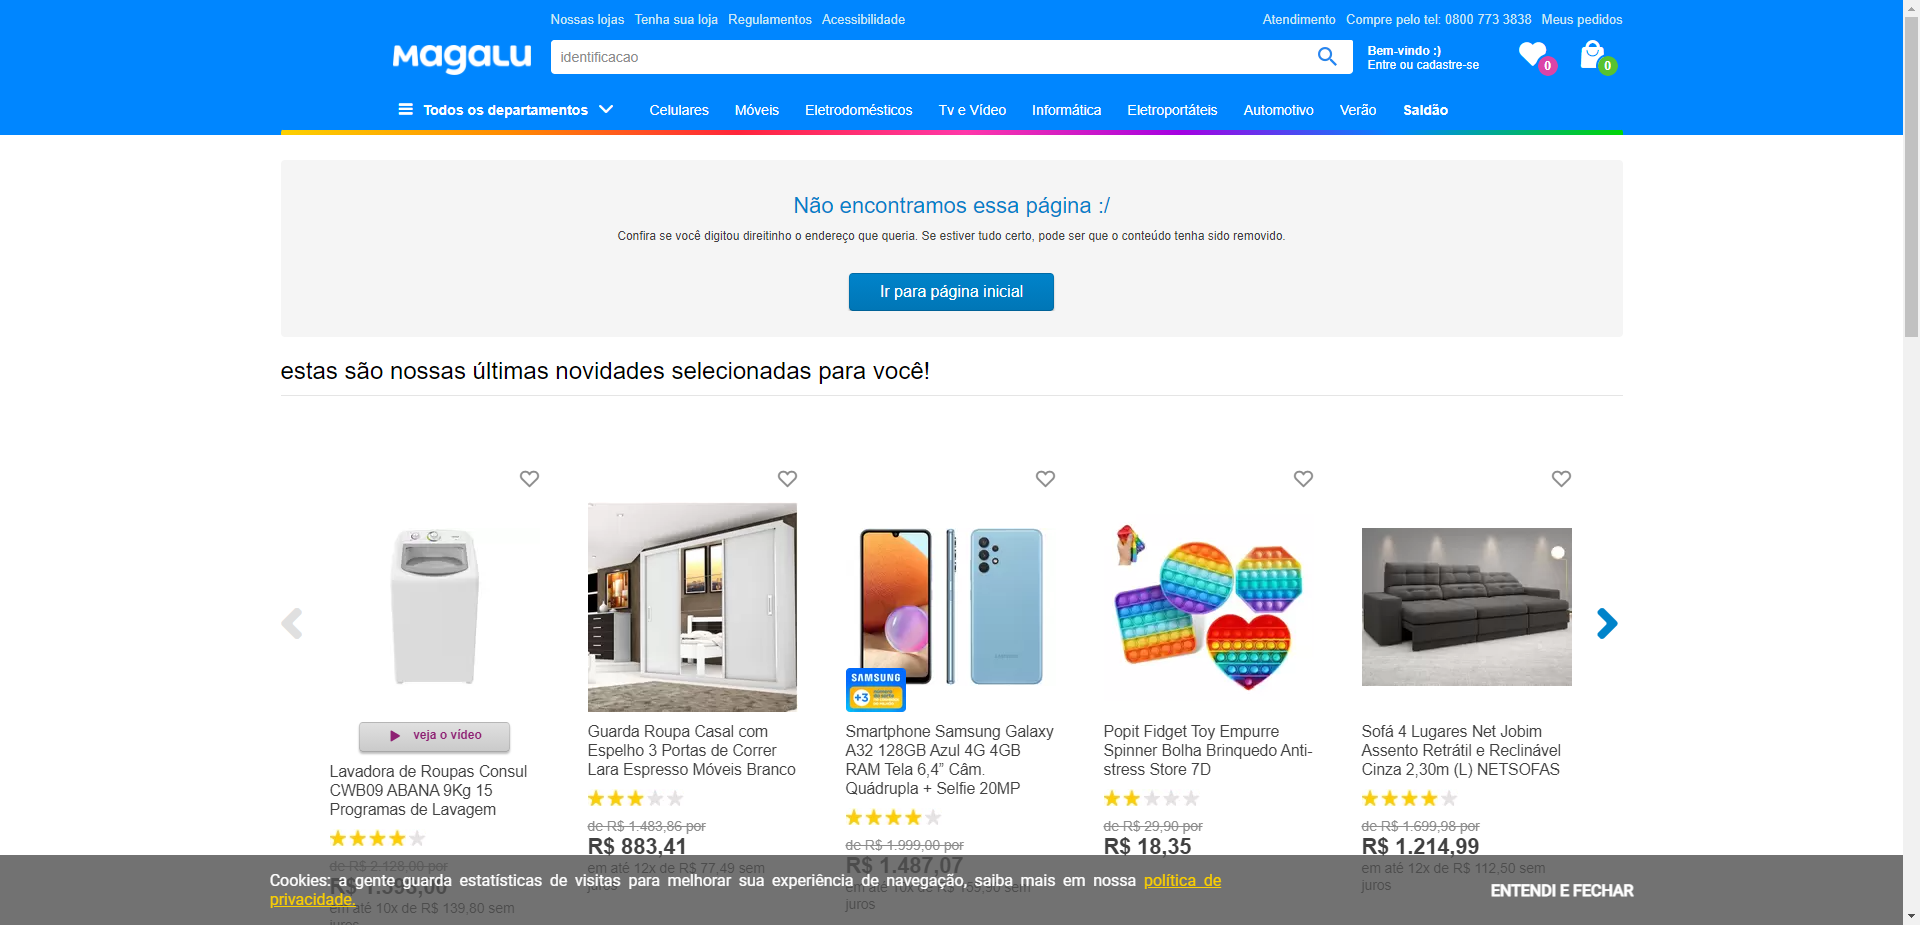 Nossas lojas Tenha sua loja Regulamentos Acessibilidade
Atendimento Compre pelo tel: 0800 773 3838 Meus pedidos
Magalu
identificacao
Bem-vindo :)
Entre ou cadastre-se
0
0
Todos os departamentos
Celulares Móveis Eletrodomésticos Tv e Vídeo Informática Eletroportáteis Automotivo Verão Saldão
Não encontramos essa página :/
Confira se você digitou direitinho o endereço que queria. Se estiver tudo certo, pode ser que o conteúdo tenha sido removido.
Ir para página inicial
estas são nossas últimas novidades selecionadas para você!
veja o vídeo
Lavadora de Roupas Consul
CWB09 ABANA 9Kg 15
Programas de Lavagem
de R$ 2.128,00 por
em até 10x de R$ 139,80 sem
juros
Guarda Roupa Casal com
Espelho 3 Portas de Correr
Lara Espresso Móveis Branco
de R$ 1.483,86 por
R$ 883,41
em até 12x de R$ 77,49 sem
juros
SAMSUNG
+3
Smartphone Samsung Galaxy
A32 128GB Azul 4G 4GB
RAM Tela 6,4” Câm.
Quádrupla + Selfie 20MP
de R$ 1.999,00 por
R$ 1.487,07
juros
Popit Fidget Toy Empurre
Spinner Bolha Brinquedo Anti-
stress Store 7D
de R$ 29,90 por
R$ 18,35
Sofá 4 Lugares Net Jobim
Assento Retrátil e Reclinável
Cinza 2,30m (L) NETSOFAS
de R$ 1.699,98 por
R$ 1.214,99
em até 12x de R$ 112,50 sem
juros
Cookies: a gente guarda estatísticas de visitas para melhorar sua experiência de navegação, saiba mais em nossa política de
privacidade.
ENTENDI E FECHAR